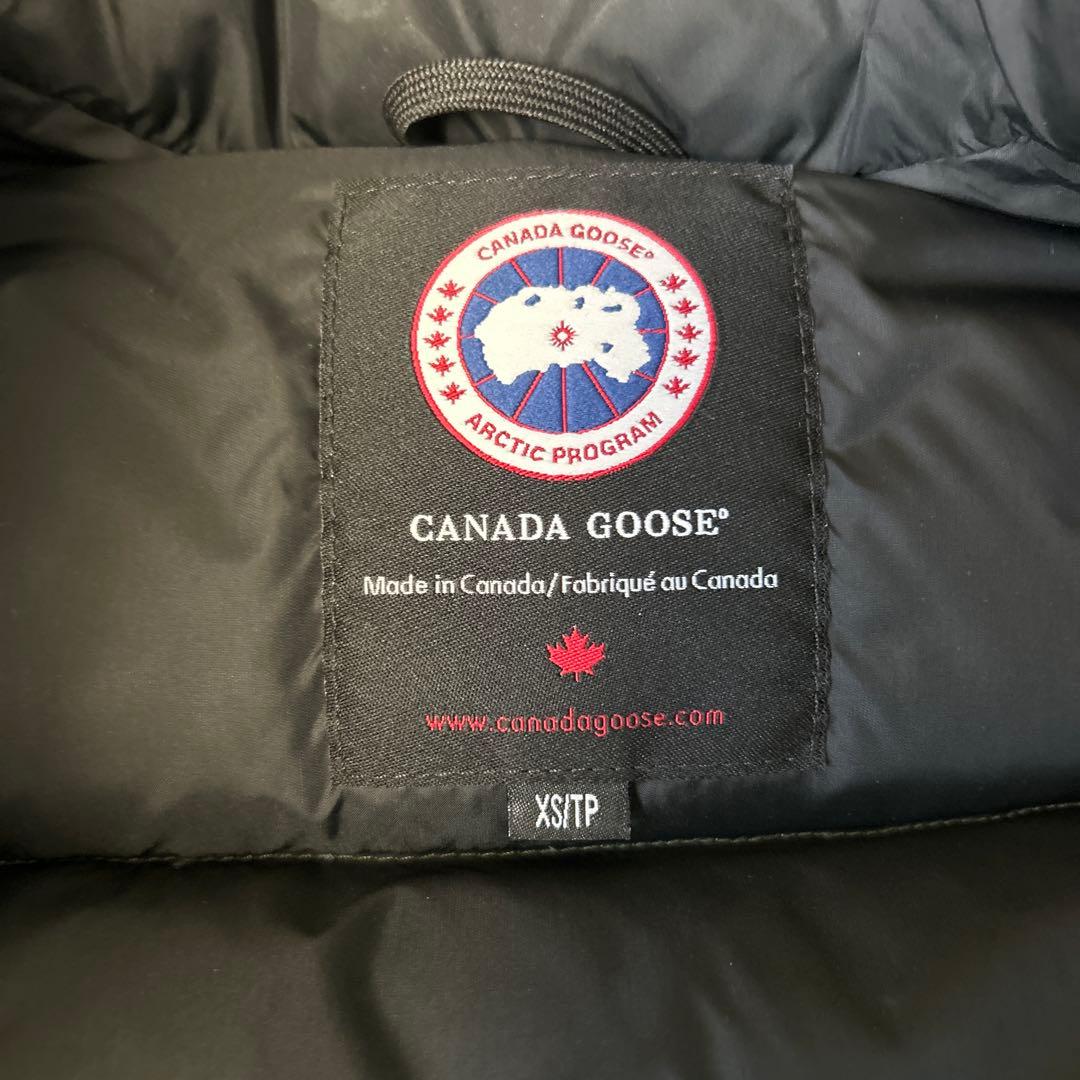 CANADA GOOSE®
ARCTIC PROGRAM
CANADA GOOSE®
Made in Canada/Fabriqué au Canada
www.canadagoose.com
XS/TP